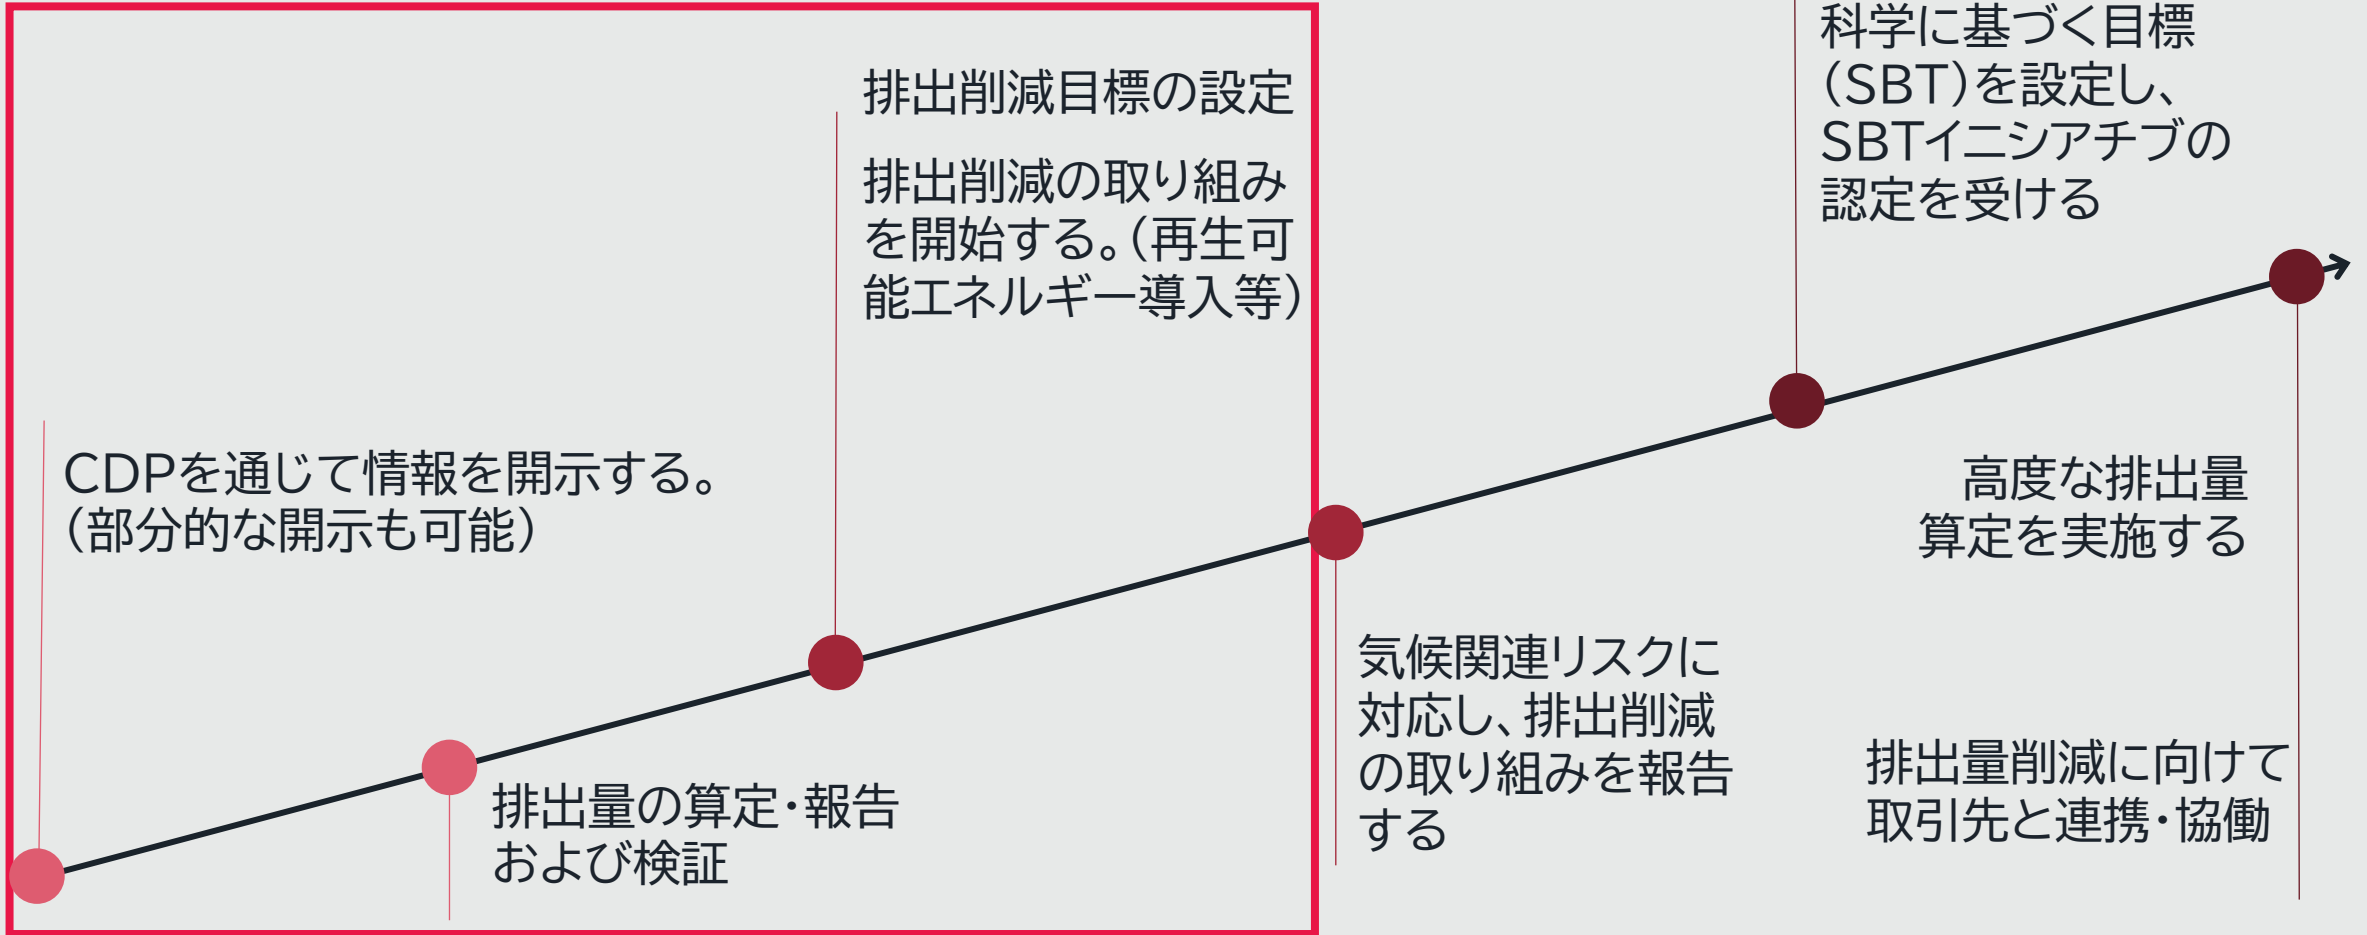 CDPを通じて情報を開示する。
（部分的な開示も可能）
排出量の算定・報告
および検証
排出削減目標の設定
排出削減の取り組み
を開始する。（再生可
能エネルギー導入等）
気候関連リスクに
対応し、排出削減
の取り組みを報告
する
科学に基づく目標
（SBT）を設定し、
SBTイニシアチブの
認定を受ける
高度な排出量
算定を実施する
排出量削減に向けて
取引先と連携・協働